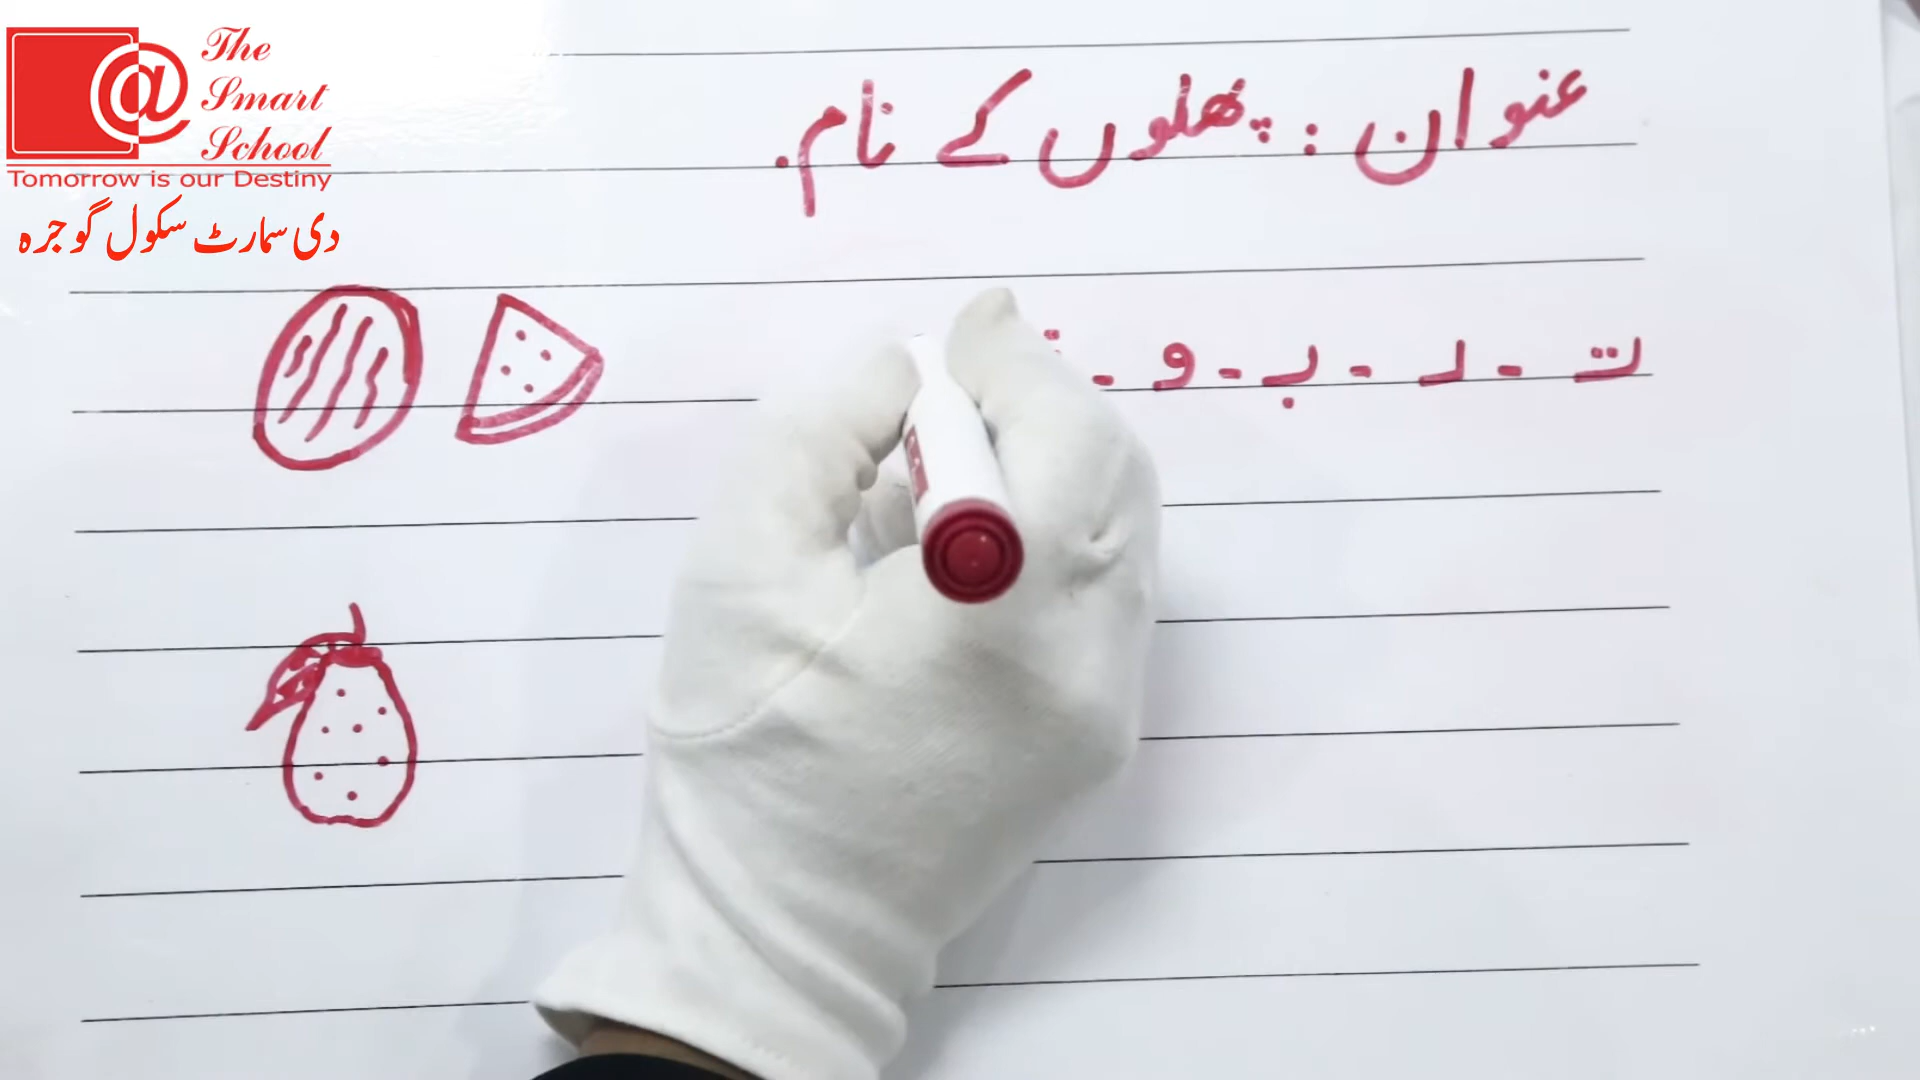 The
Smart
School
Tomorrow is our Destiny
دی سمارٹ سکول گوجرہ
عنوان : پھلوں کے نام.
ت - ر - ب - و -